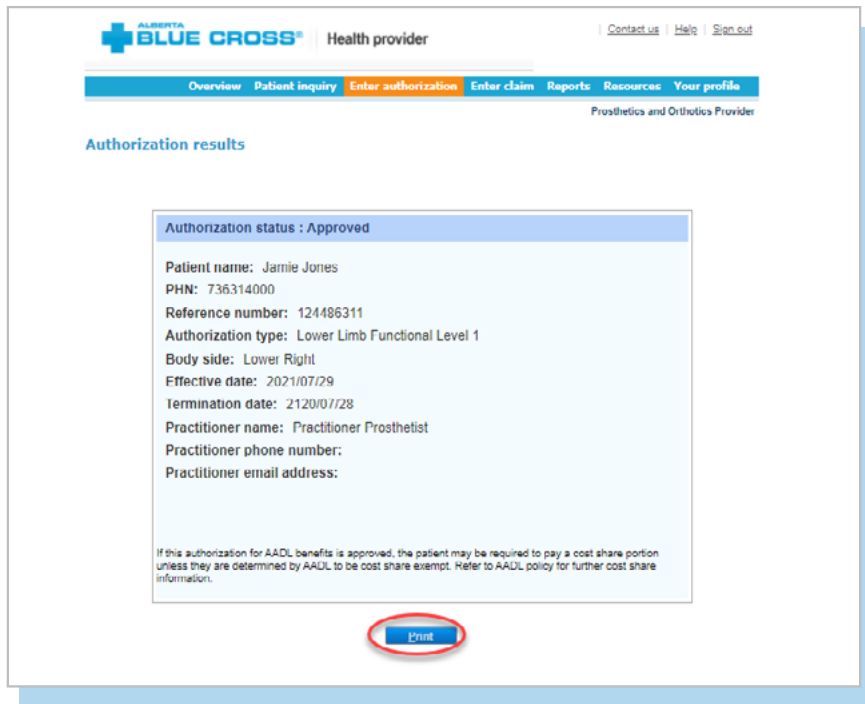 ALBERTA
BLUE CROSS® Health provider
Contact us | Help | Sign out
Overview Patient inquiry Enter authorization Enter claim Reports Resources Your profile
Prosthetics and Orthotics Provider
Authorization results
Authorization status : Approved
Patient name: Jamie Jones
PHN: 736314000
Reference number: 124486311
Authorization type: Lower Limb Functional Level 1
Body side: Lower Right
Effective date: 2021/07/29
Termination date: 2120/07/28
Practitioner name: Practitioner Prosthetist
Practitioner phone number:
Practitioner email address:
If this authorization for AADL benefits is approved, the patient may be required to pay a cost share portion
unless they are determined by AADL to be cost share exempt. Refer to AADL policy for further cost share
information.
Print